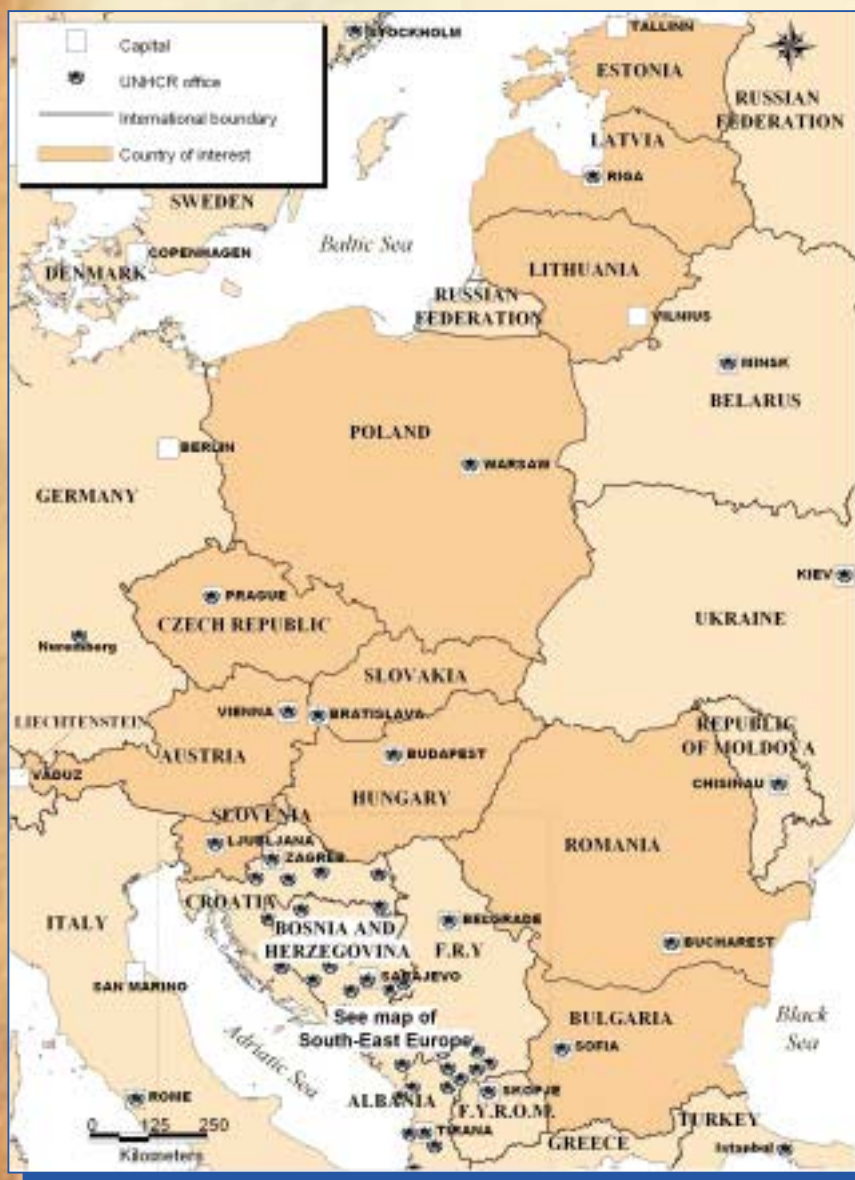 Capital
UNHCR office
International boundary
Country of interest
STOCKHOLM
TALLINN
ESTONIA
RUSSIAN
FEDERATION
LATVIA
RIGA
SWEDEN
Baltic Sea
COPENHAGEN
DENMARK
LITHUANIA
RUSSIAN
FEDERATION
VILNIUS
MINSK
BELARUS
POLAND
BERLIN
WARSAW
GERMANY
KIEV
PRAGUE
CZECH REPUBLIC
UKRAINE
Nuremberg
SLOVAKIA
VIENNA
BRATISLAVA
LIECHTENSTEIN
REPUBLIC
OF MOLDOVA
AUSTRIA
BUDAPEST
VADUZ
CHISINAU
HUNGARY
SLOVENIA
LJUBLJANA
ROMANIA
ZAGREB
CROATIA
ITALY
BOSNIA AND
HERZEGOVINA
BELGRADE
F.R.Y
BUCHAREST
SAN MARINO
SARAJEVO
See map of
South-East Europe
BULGARIA
Black
Sea
Adriatic Sea
SOFIA
ROME
ALBANIA
SKOPJE
F.Y.R.O.M.
TURKEY
0 125 250
Kilometers
TIRANA
GREECE
Istanbul